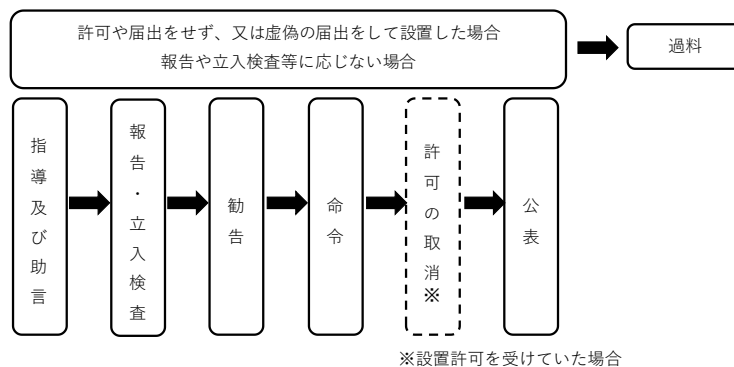 許可や届出をせず、又は虚偽の届出をして設置した場合
報告や立入検査等に応じない場合
過料
指導及び助言
報告・立入検査
勧告
命令
許可の取消※
公表
※設置許可を受けていた場合